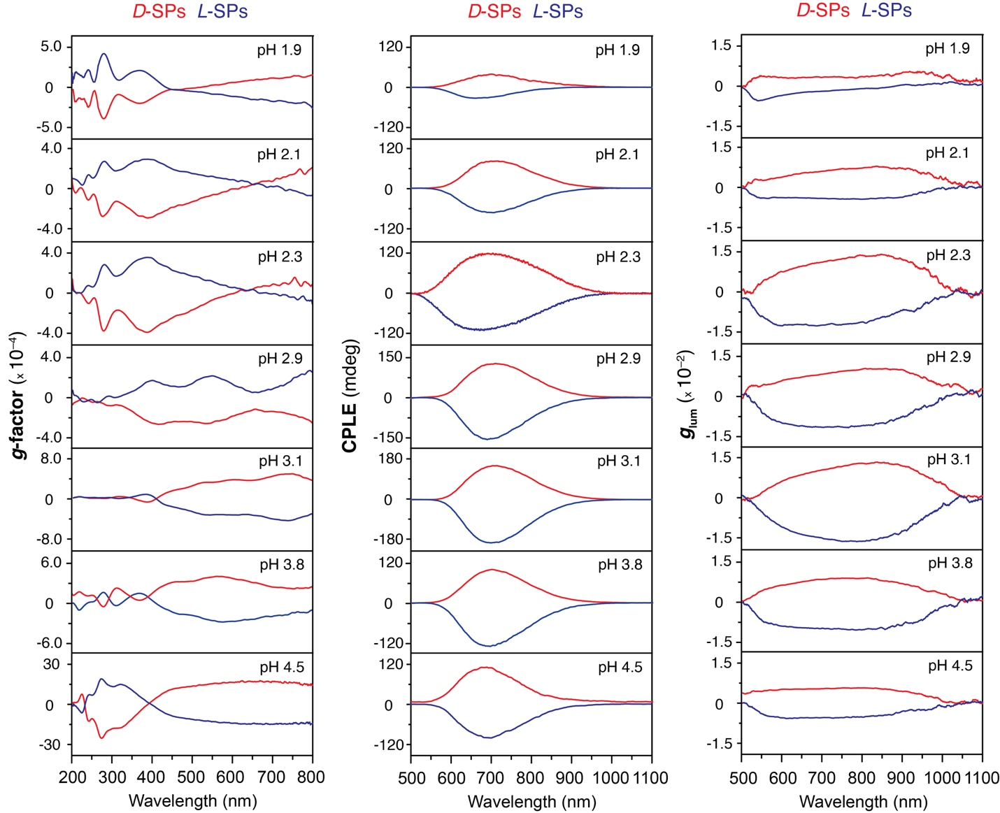 D-SPs L-SPs
5.0
0
-5.0
pH 1.9
4.0
0
-4.0
pH 2.1
4.0
0
-4.0
pH 2.3
4.0
0
-4.0
pH 2.9
8.0
0
-8.0
pH 3.1
6.0
0
-6.0
pH 3.8
30
0
-30
pH 4.5
g-factor (x 10⁻⁴)
200 300 400 500 600 700 800
Wavelength (nm)
D-SPs L-SPs
120
0
-120
pH 1.9
120
0
-120
pH 2.1
120
0
-120
pH 2.3
150
0
-150
pH 2.9
180
0
-180
pH 3.1
120
0
-120
pH 3.8
120
0
-120
pH 4.5
CPLE (mdeg)
500 600 700 800 900 1000 1100
Wavelength (nm)
D-SPs L-SPs
1.5
0
-1.5
pH 1.9
1.5
0
-1.5
pH 2.1
1.5
0
-1.5
pH 2.3
1.5
0
-1.5
pH 2.9
1.5
0
-1.5
pH 3.1
1.5
0
-1.5
pH 3.8
1.5
0
-1.5
pH 4.5
g_lum (x 10⁻²)
500 600 700 800 900 1000 1100
Wavelength (nm)